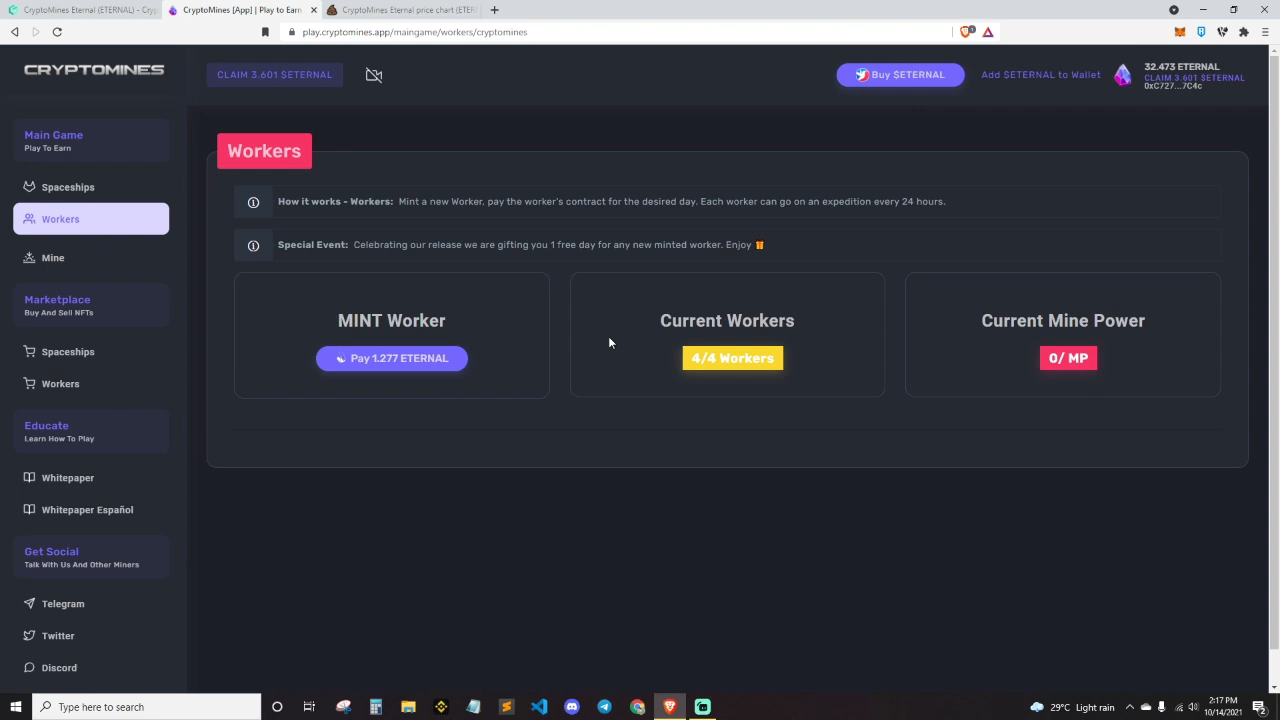 CryptoMines Eternal (ETERNAL) - Cryp
CryptoMines [App] | Play to Earn
CryptoMines Eternal price chart (ETER
play.cryptomines.app/maingame/workers/cryptomines
CRYPTOMINES
CLAIM 3.601 $ETERNAL
Buy $ETERNAL
Add $ETERNAL to Wallet
32.473 ETERNAL
CLAIM 3.601 $ETERNAL
0xC727...7C4c
Main Game
Play To Earn
Spaceships
Workers
Mine
Marketplace
Buy And Sell NFTs
Spaceships
Workers
Educate
Learn How To Play
Whitepaper
Whitepaper Español
Get Social
Talk With Us And Other Miners
Telegram
Twitter
Discord
Workers
How it works - Workers: Mint a new Worker, pay the worker's contract for the desired day. Each worker can go on an expedition every 24 hours.
Special Event: Celebrating our release we are gifting you 1 free day for any new minted worker. Enjoy
MINT Worker
Pay 1.277 ETERNAL
Current Workers
4/4 Workers
Current Mine Power
0/ MP
Type here to search
29°C Light rain
2:17 PM
10/14/2021